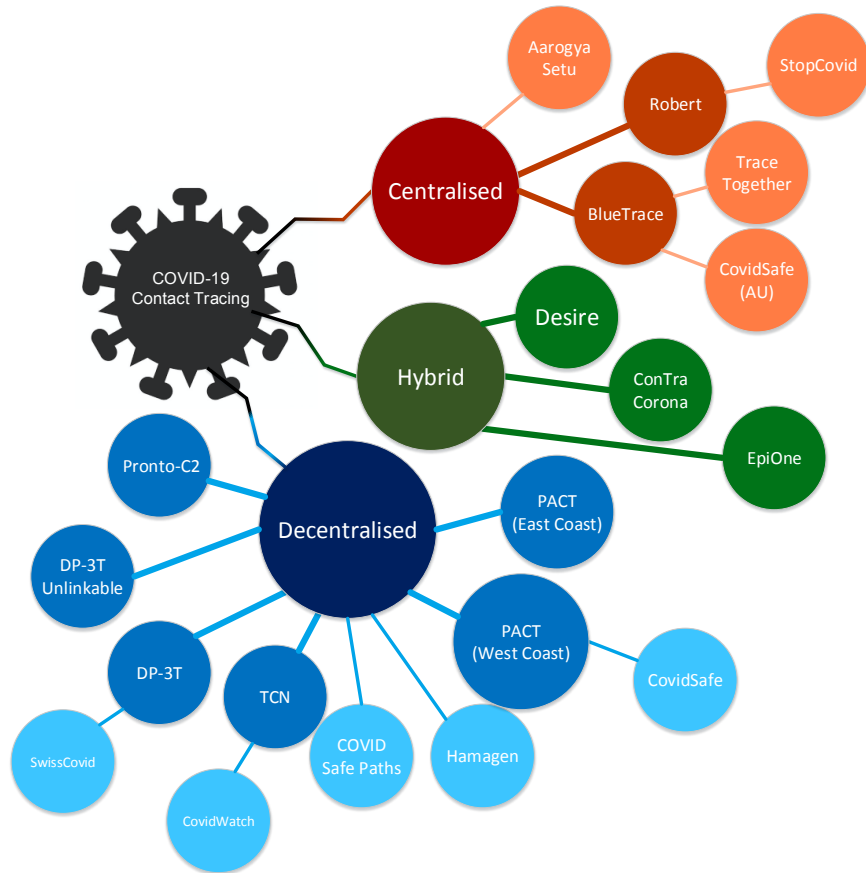 Aarogya
Setu
StopCovid
Robert
Trace
Together
Centralised
BlueTrace
CovidSafe
(AU)
COVID-19
Contact Tracing
Desire
Hybrid
ConTra
Corona
EpiOne
Pronto-C2
PACT
(East Coast)
Decentralised
DP-3T
Unlinkable
PACT
(West Coast)
DP-3T
TCN
CovidSafe
SwissCovid
COVID
Safe Paths
Hamagen
CovidWatch